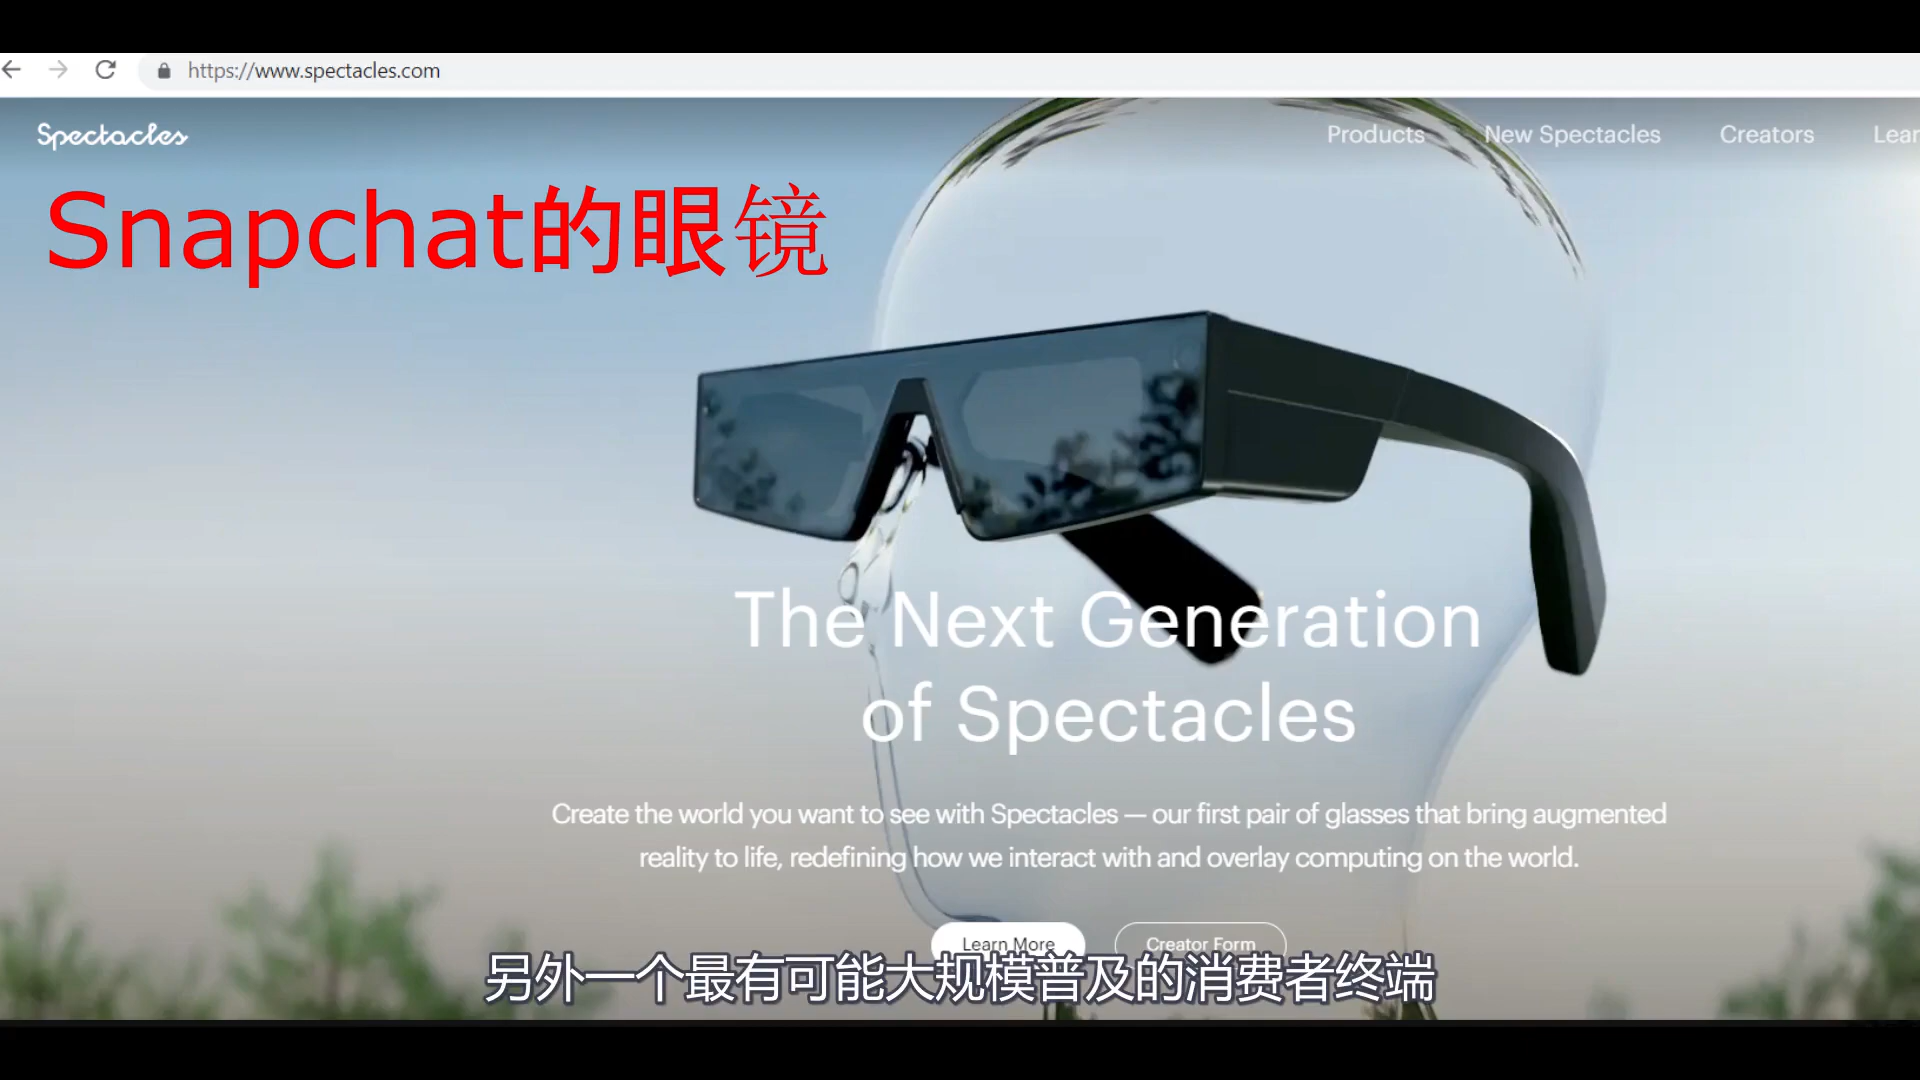 https://www.spectacles.com
Spectacles
Products New Spectacles Creators Lear
Snapchat的眼镜
The Next Generation
of Spectacles
Create the world you want to see with Spectacles — our first pair of glasses that bring augmented
reality to life, redefining how we interact with and overlay computing on the world.
Learn More Creator Form
另外一个最有可能大规模普及的消费者终端